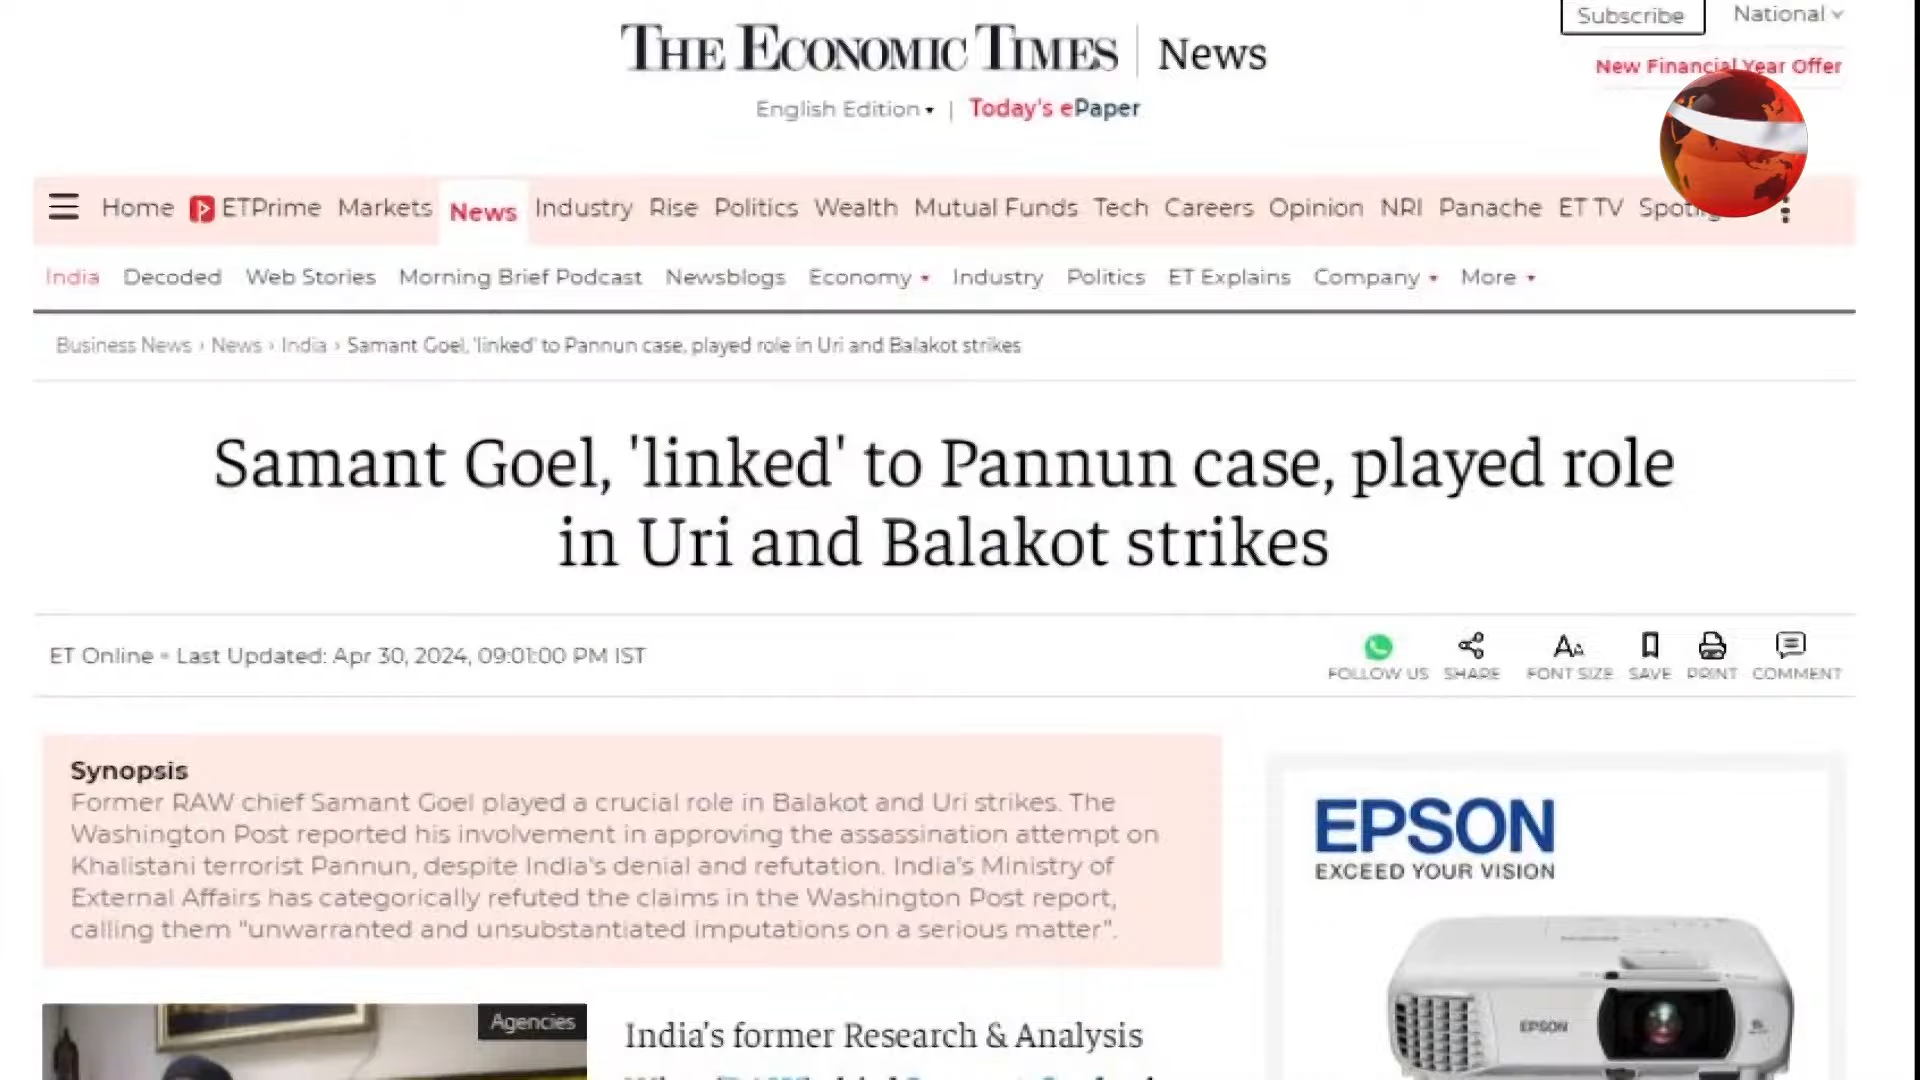 Subscribe
National
THE ECONOMIC TIMES | News
New Financial Year Offer
English Edition | Today's ePaper
Home ETPrime Markets News Industry Rise Politics Wealth Mutual Funds Tech Careers Opinion NRI Panache ET TV
India Decoded Web Stories Morning Brief Podcast Newsblogs Economy Industry Politics ET Explains Company More
Business News › News › India › Samant Goel, 'linked' to Pannun case, played role in Uri and Balakot strikes
Samant Goel, 'linked' to Pannun case, played role
in Uri and Balakot strikes
ET Online • Last Updated: Apr 30, 2024, 09:01:00 PM IST
FOLLOW US SHARE FONT SIZE SAVE PRINT COMMENT
Synopsis
Former RAW chief Samant Goel played a crucial role in Balakot and Uri strikes. The
Washington Post reported his involvement in approving the assassination attempt on
Khalistani terrorist Pannun, despite India's denial and refutation. India's Ministry of
External Affairs has categorically refuted the claims in the Washington Post report,
calling them "unwarranted and unsubstantiated imputations on a serious matter".
EPSON
EXCEED YOUR VISION
EPSON
Agencies
India's former Research & Analysis